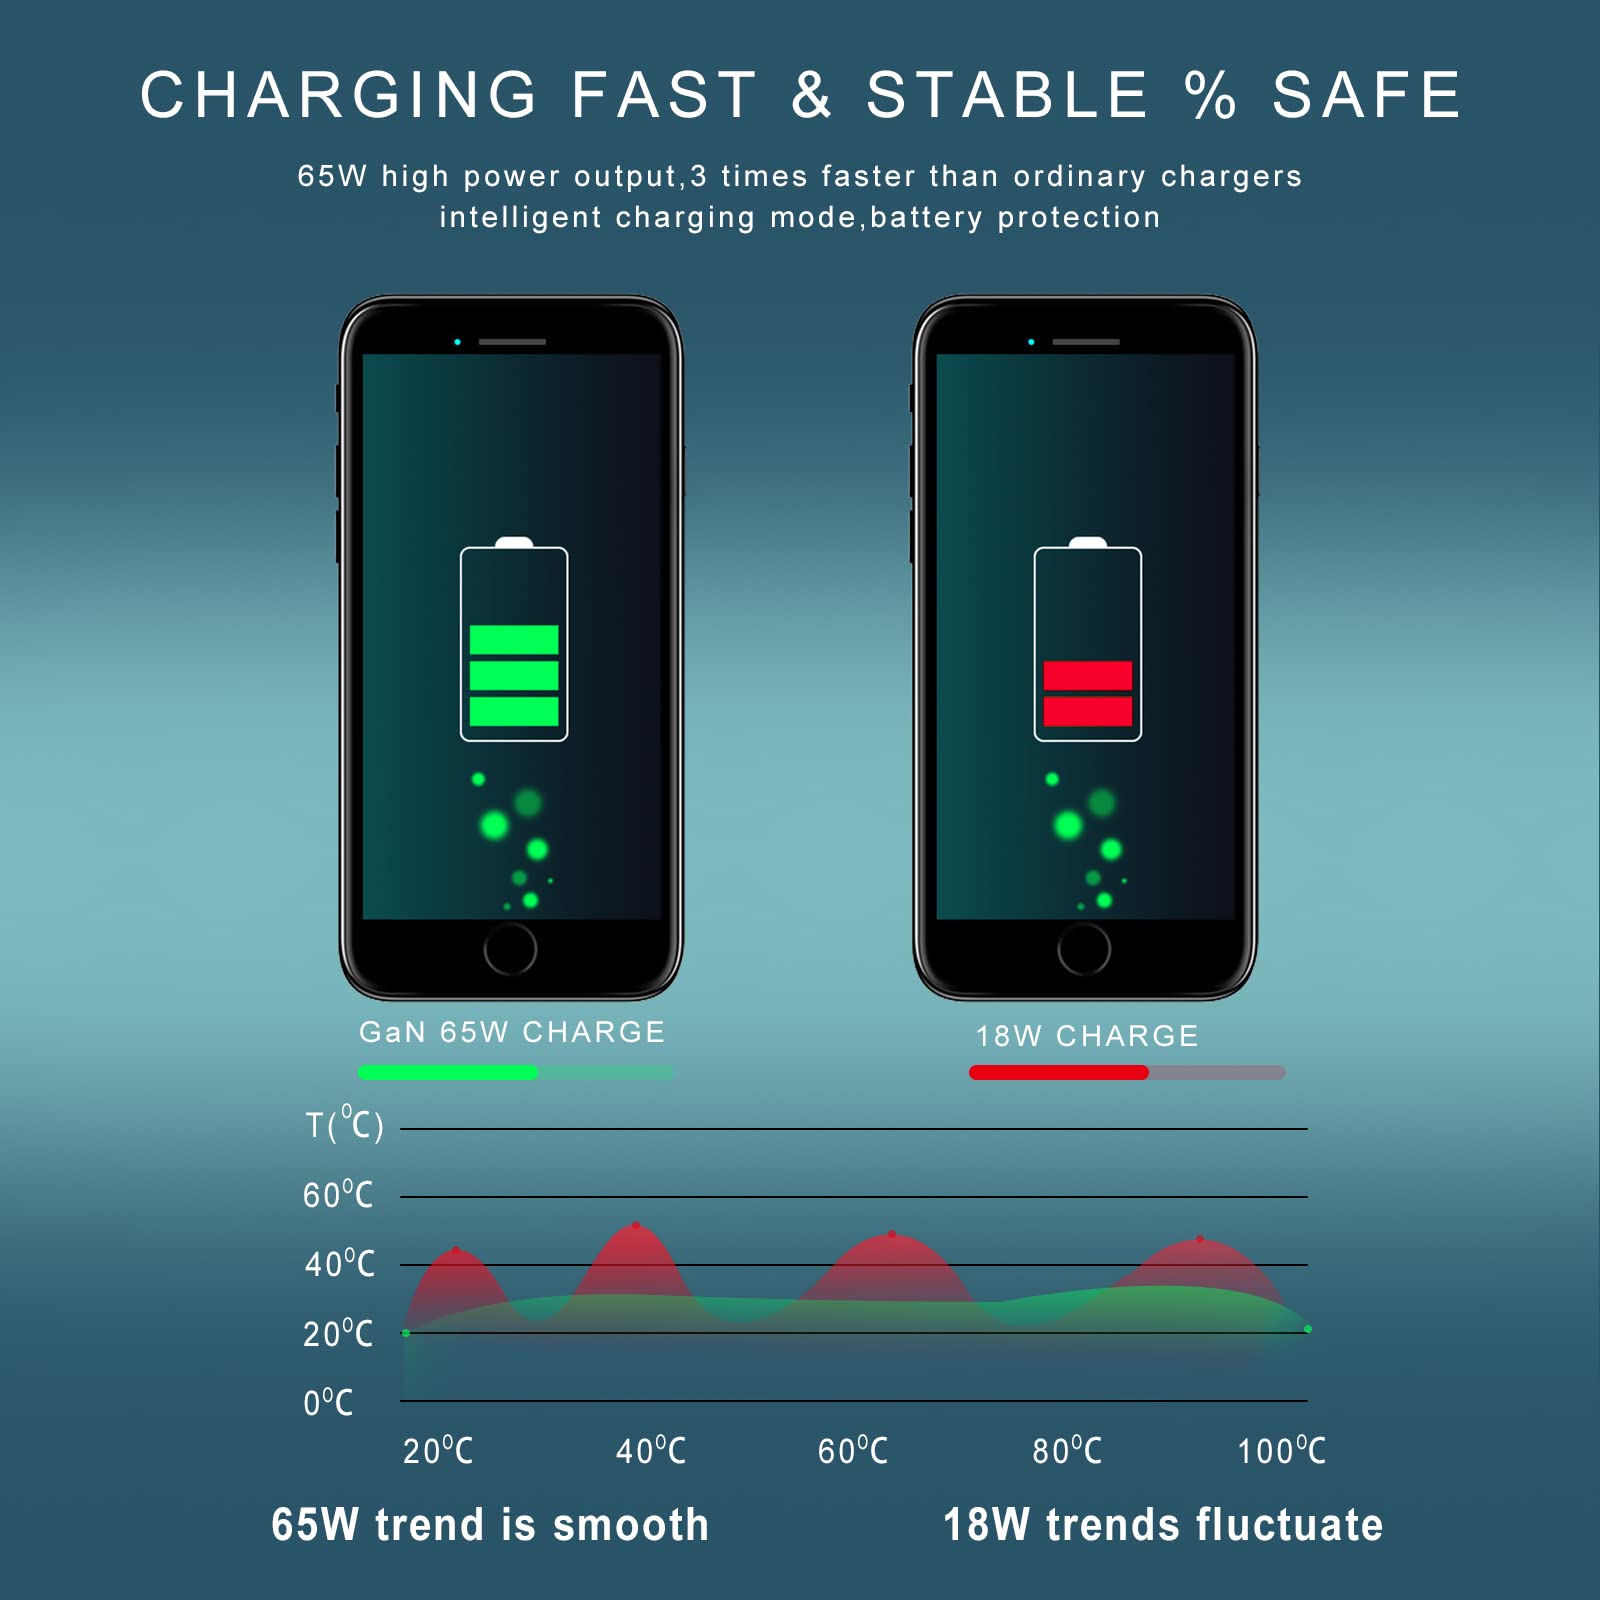 CHARGING FAST & STABLE % SAFE
65W high power output,3 times faster than ordinary chargers
intelligent charging mode,battery protection
GaN 65W CHARGE
18W CHARGE
T(⁰C)
60⁰C
40⁰C
20⁰C
0⁰C
20⁰C 40⁰C 60⁰C 80⁰C 100⁰C
65W trend is smooth
18W trends fluctuate